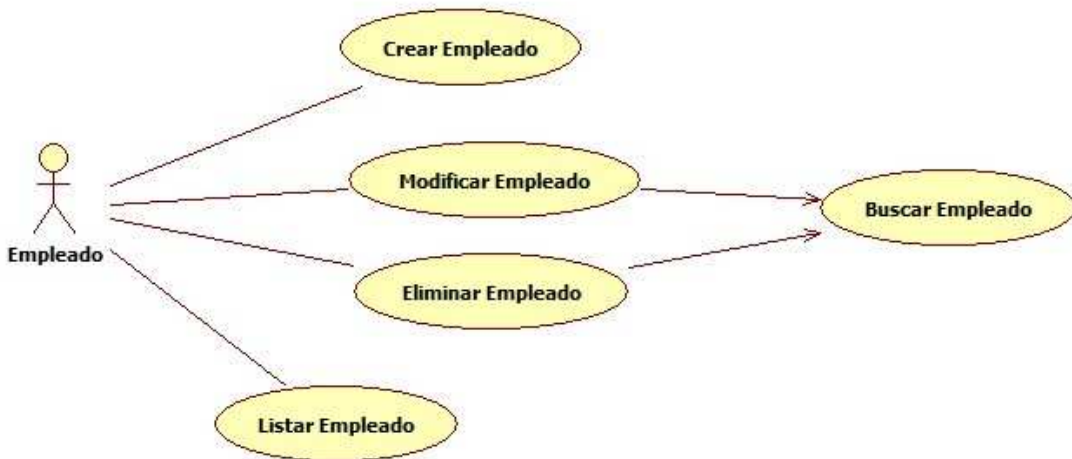 Crear Empleado
Modificar Empleado
Buscar Empleado
Empleado
Eliminar Empleado
Listar Empleado